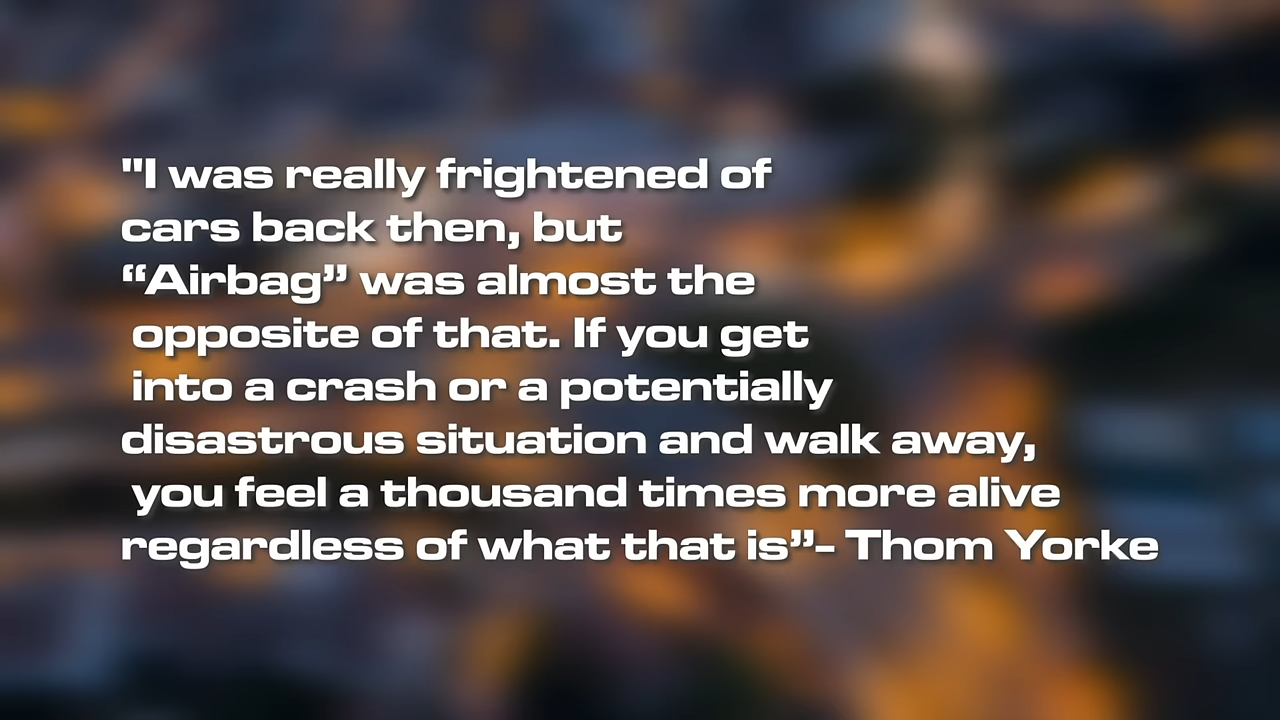 "I was really frightened of
cars back then, but
“Airbag” was almost the
opposite of that. If you get
into a crash or a potentially
disastrous situation and walk away,
you feel a thousand times more alive
regardless of what that is”- Thom Yorke